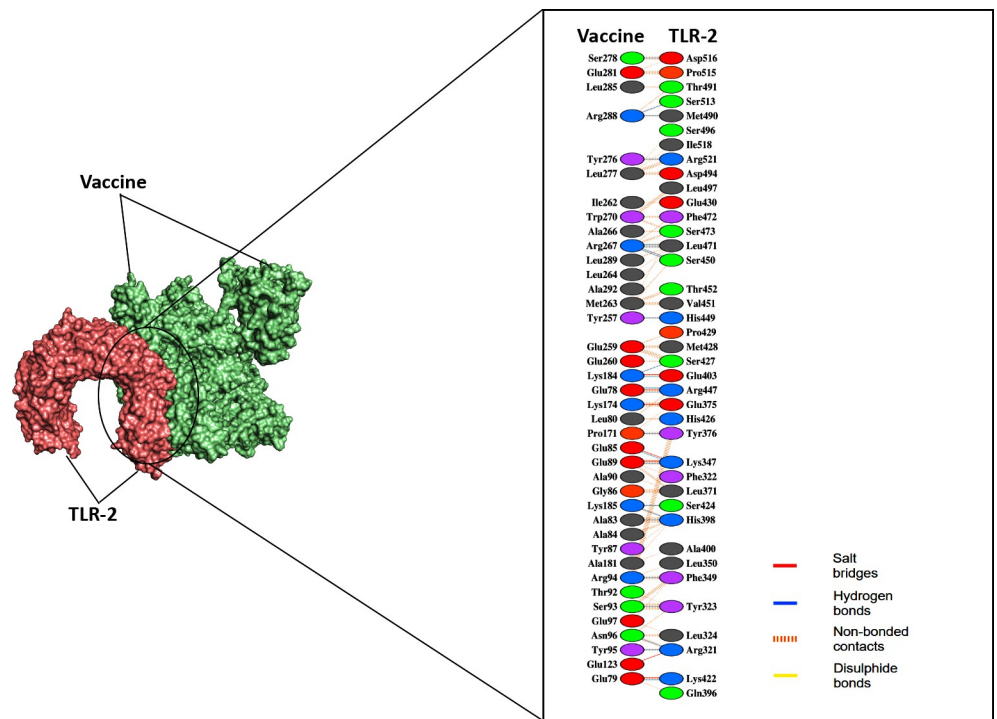 Vaccine TLR-2
Ser278 Asp516
Glu281 Pro515
Leu285 Thr491
Ser513
Arg288 Met490
Ser496
Ile518
Tyr276 Arg521
Leu277 Asp494
Leu497
Ile262 Glu430
Trp270 Phe472
Ala266 Ser473
Arg267 Leu471
Leu289 Ser450
Leu264
Ala292 Thr452
Met263 Val451
Tyr257 His449
Pro429
Glu259 Met428
Glu260 Ser427
Lys184 Glu403
Glu78 Arg447
Lys174 Glu375
Leu80 His426
Pro171 Tyr376
Glu85
Glu89 Lys347
Ala90 Phe322
Gly86 Leu371
Lys185 Ser424
Ala83 His398
Ala84
Tyr87 Ala400
Ala181 Leu350
Arg94 Phe349
Thr92
Ser93 Tyr323
Glu97
Asn96 Leu324
Tyr95 Arg321
Glu123
Glu79 Lys422
Gln396
Vaccine
TLR-2
Salt
bridges
Hydrogen
bonds
Non-bonded
contacts
Disulphide
bonds